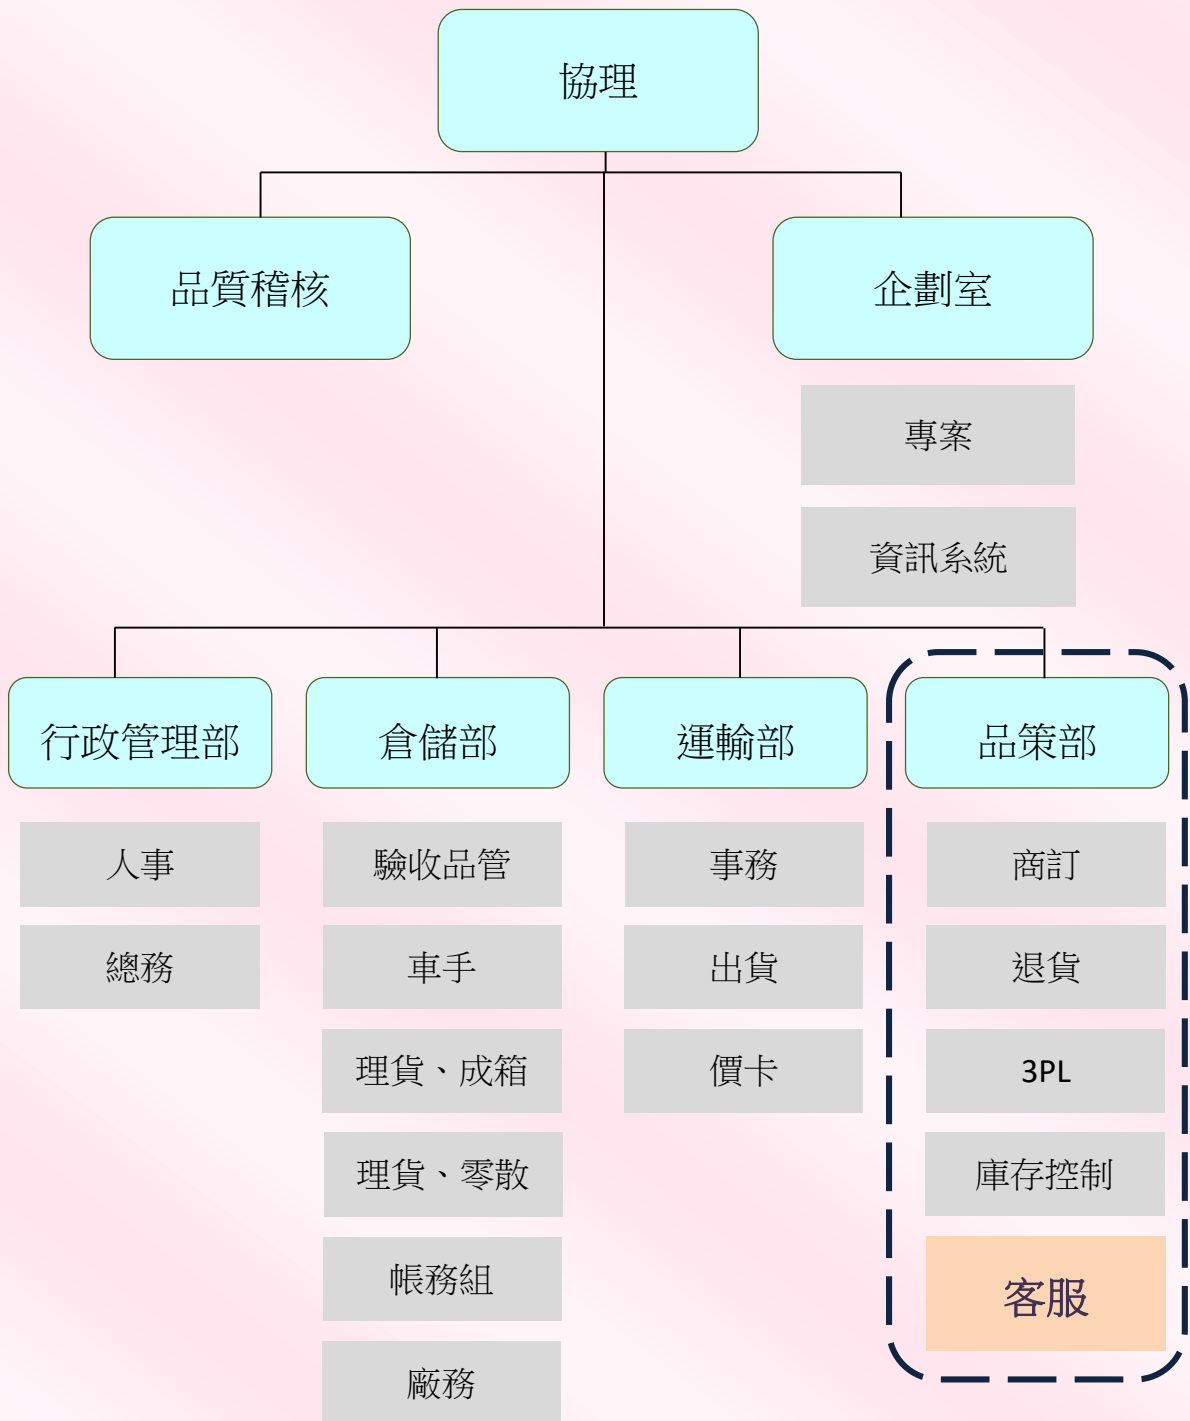 協理
品質稽核
企劃室
專案
資訊系統
行政管理部
倉儲部
運輸部
品策部
人事
驗收品管
事務
商訂
總務
車手
出貨
退貨
理貨、成箱
價卡
3PL
理貨、零散
庫存控制
帳務組
客服
廠務